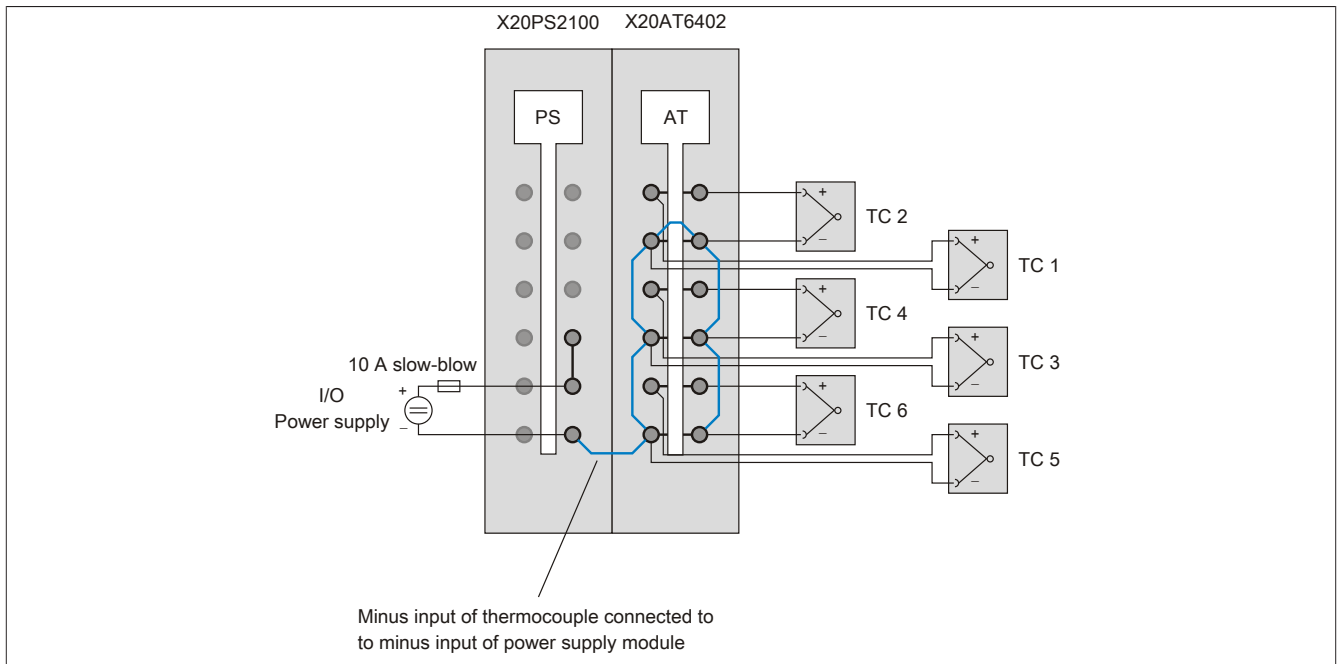 X20PS2100 X20AT6402
PS
AT
+
−
TC 2
+
−
TC 1
+
−
TC 4
+
−
TC 3
+
−
TC 6
+
−
TC 5
10 A slow-blow
I/O
Power supply
+
−
Minus input of thermocouple connected to
to minus input of power supply module